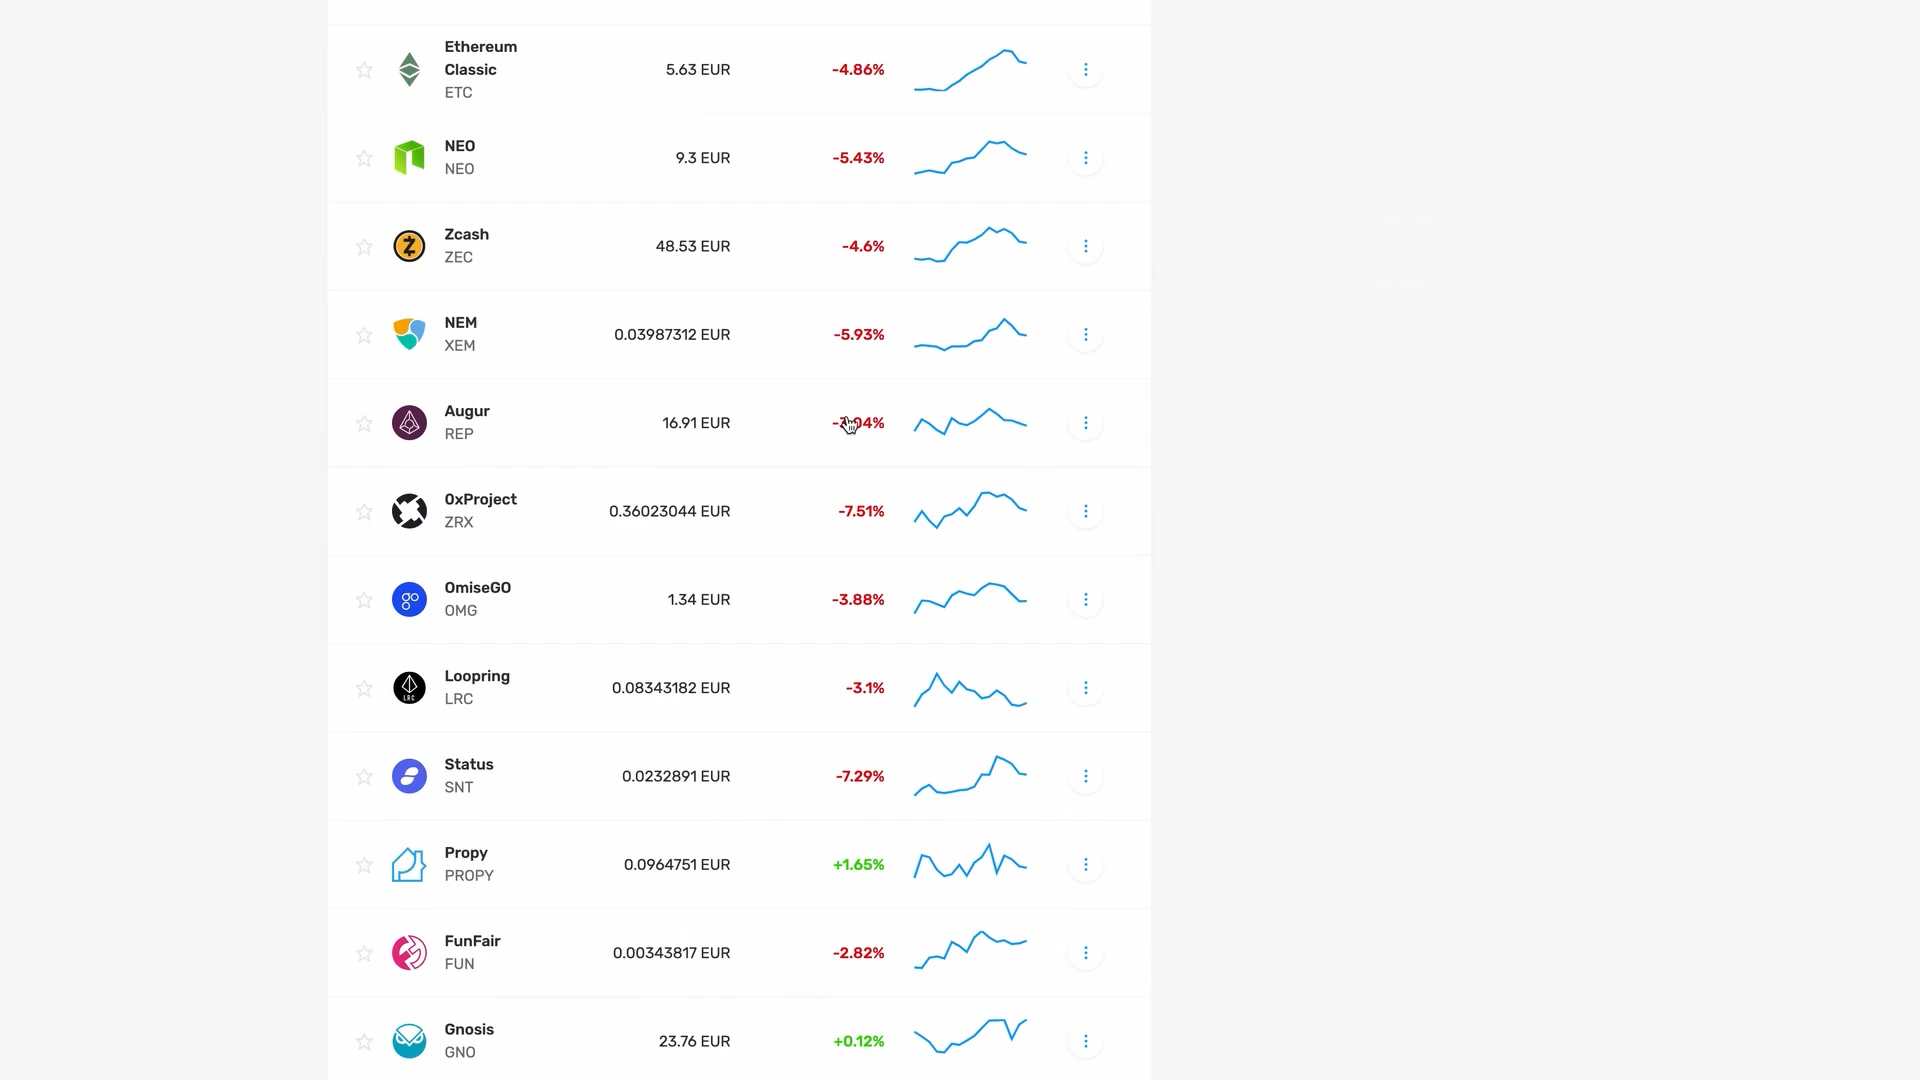 Ethereum
Classic
ETC
5.63 EUR
-4.86%
NEO
NEO
9.3 EUR
-5.43%
Zcash
ZEC
48.53 EUR
-4.6%
NEM
XEM
0.03987312 EUR
-5.93%
Augur
REP
16.91 EUR
0xProject
ZRX
0.36023044 EUR
-7.51%
OmiseGO
OMG
1.34 EUR
-3.88%
Loopring
LRC
0.08343182 EUR
-3.1%
Status
SNT
0.0232891 EUR
-7.29%
Propy
PROPY
0.0964751 EUR
+1.65%
FunFair
FUN
0.00343817 EUR
-2.82%
Gnosis
GNO
23.76 EUR
+0.12%